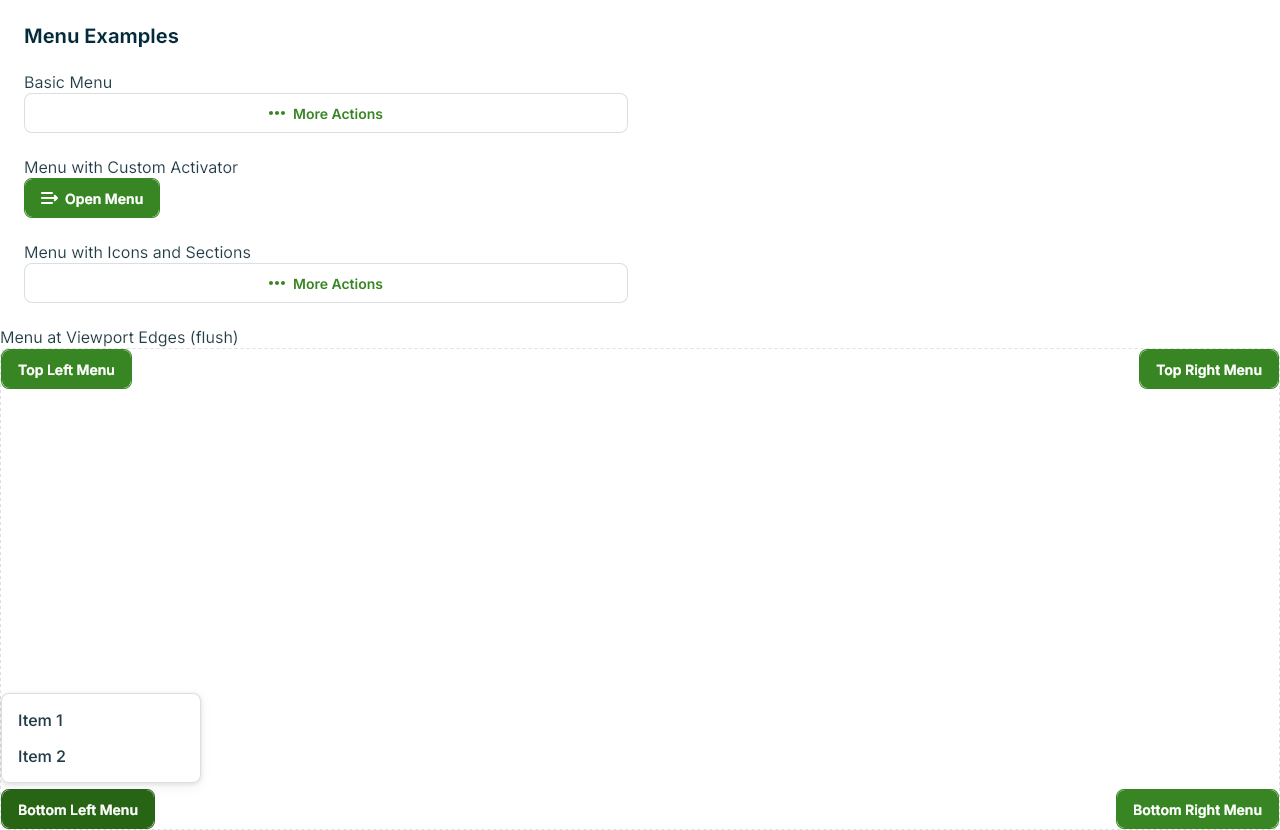 Menu Examples
Basic Menu
More Actions
Menu with Custom Activator
Open Menu
Menu with Icons and Sections
More Actions
Menu at Viewport Edges (flush)
Top Left Menu
Top Right Menu
Item 1
Item 2
Bottom Left Menu
Bottom Right Menu